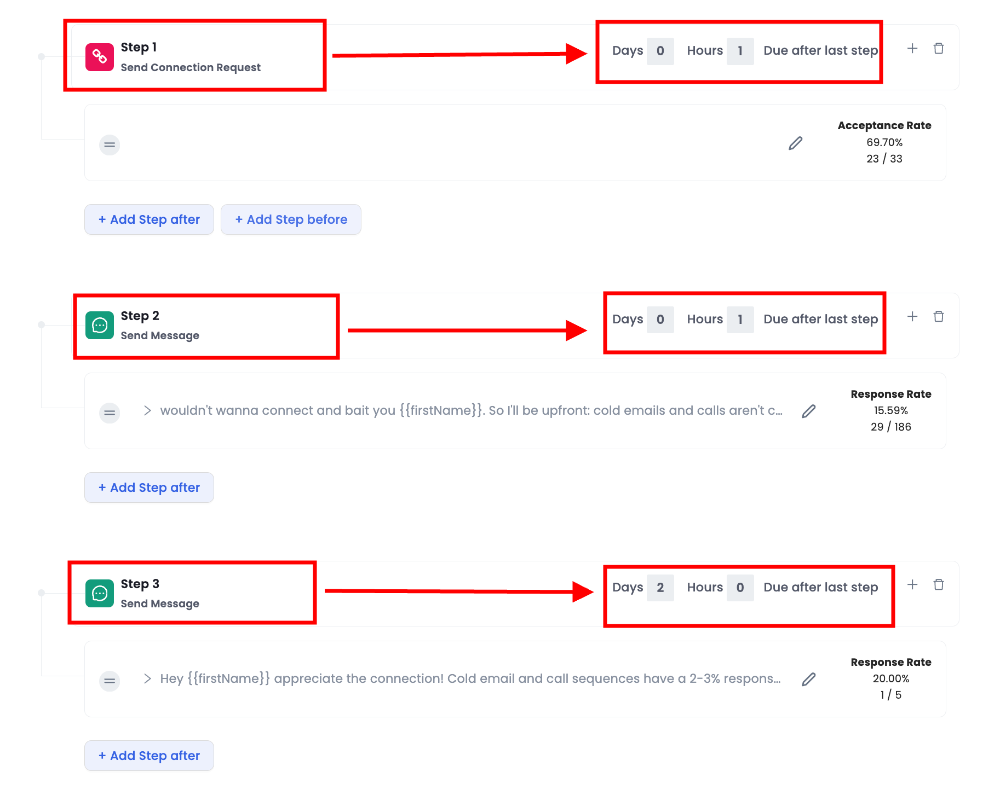 Step 1
Send Connection Request
Days 0 Hours 1 Due after last step
Acceptance Rate
69.70%
23 / 33
+ Add Step after
+ Add Step before
Step 2
Send Message
Days 0 Hours 1 Due after last step
> wouldn't wanna connect and bait you {{firstName}}. So I'll be upfront: cold emails and calls aren't c...
Response Rate
15.59%
29 / 186
+ Add Step after
Step 3
Send Message
Days 2 Hours 0 Due after last step
> Hey {{firstName}} appreciate the connection! Cold email and call sequences have a 2-3% respons...
Response Rate
20.00%
1 / 5
+ Add Step after